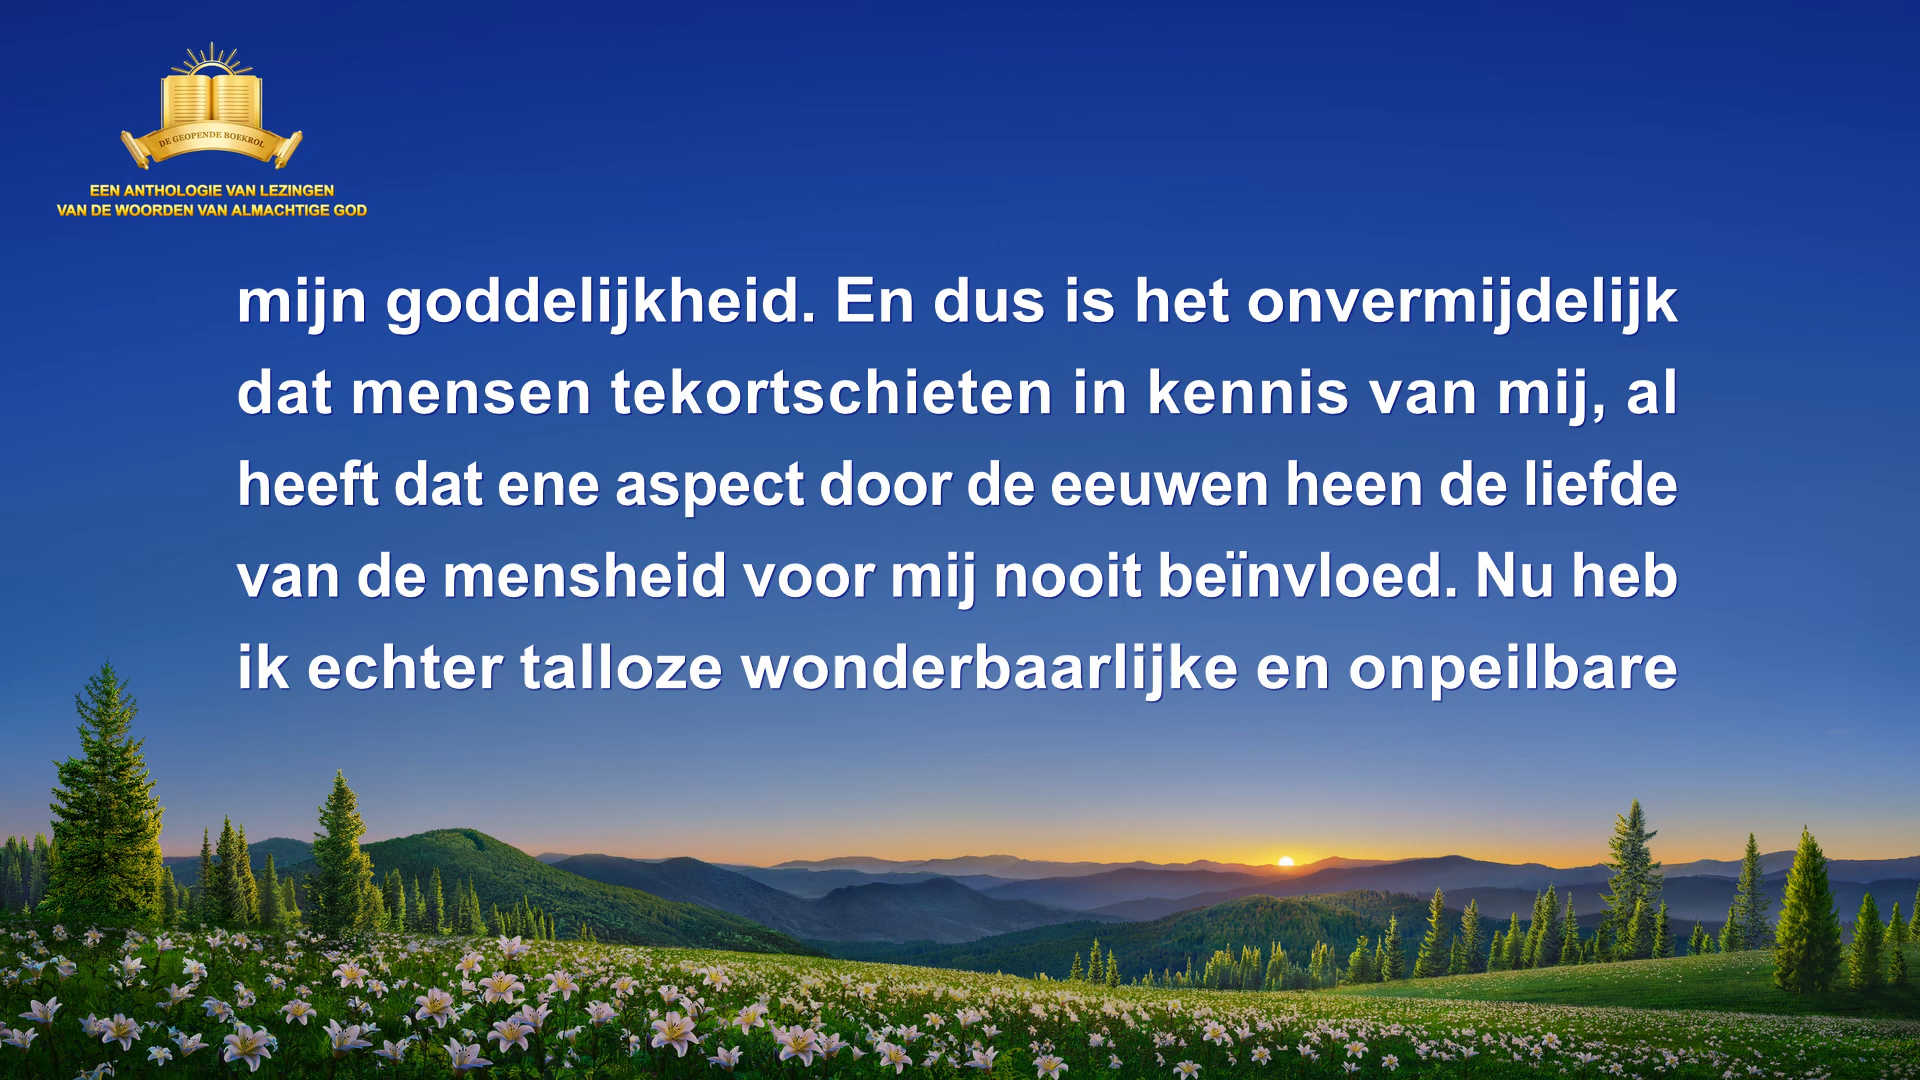 DE GEOPENDE BOEKROL
EEN ANTHOLOGIE VAN LEZINGEN
VAN DE WOORDEN VAN ALMACHTIGE GOD
mijn goddelijkheid. En dus is het onvermijdelijk
dat mensen tekortschieten in kennis van mij, al
heeft dat ene aspect door de eeuwen heen de liefde
van de mensheid voor mij nooit beïnvloed. Nu heb
ik echter talloze wonderbaarlijke en onpeilbare